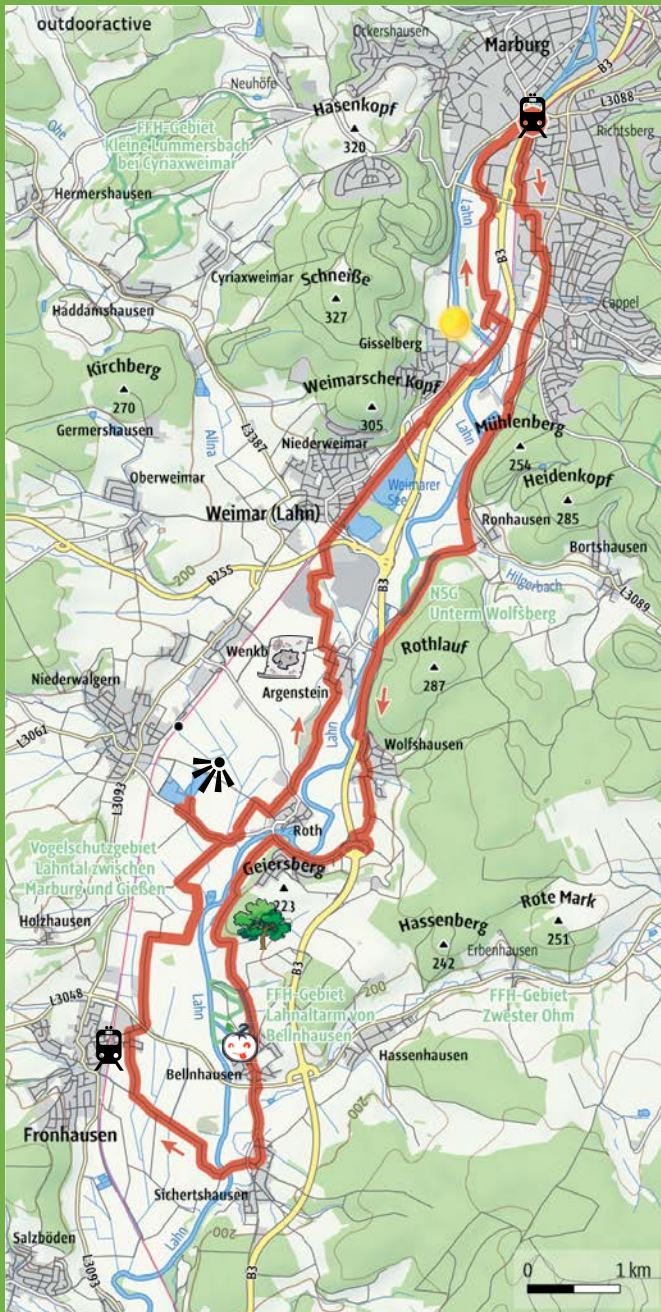 outdooractive
Ockershausen
Marburg
B3
Neuhöfe
Hasenkopf
320
L3088
Richtsberg
Ohe
FFH-Gebiet
Kleine Lummersbach
bei Cyriaxweimar
Hermershausen
Lahn
Cyriaxweimar
Schneiße
327
B3
Haddamshausen
Cappel
Gisselberg
Kirchberg
270
Weimarscher Kopf
305
Lahn
Mühlenberg
254
Germershausen
Allna
L3387
Niederweimar
Heidenkopf
285
Oberweimar
Weimarer
See
Weimar (Lahn)
Ronhausen
Bortshausen
200
B255
B3
Hilgerbach
L3089
NSG
Unterm Wolfsberg
Wenkb
Rothlauf
287
Niederwalgern
Argenstein
L3061
Lahn
Wolfshausen
L3093
Roth
Vogelschutzgebiet
Lahntal zwischen
Marburg und Gießen
Geiersberg
223
Rote Mark
251
Holzhausen
Hassenberg
242
Erbenhausen
B3
L3048
Lahn
FFH-Gebiet
Lahnaltarm von
Bellnhausen
200
FFH-Gebiet
Zwester Ohm
Bellnhausen
Hassenhausen
200
Fronhausen
Sichertshausen
Salzböden
Lahn
200
L3093
B3
0 1 km